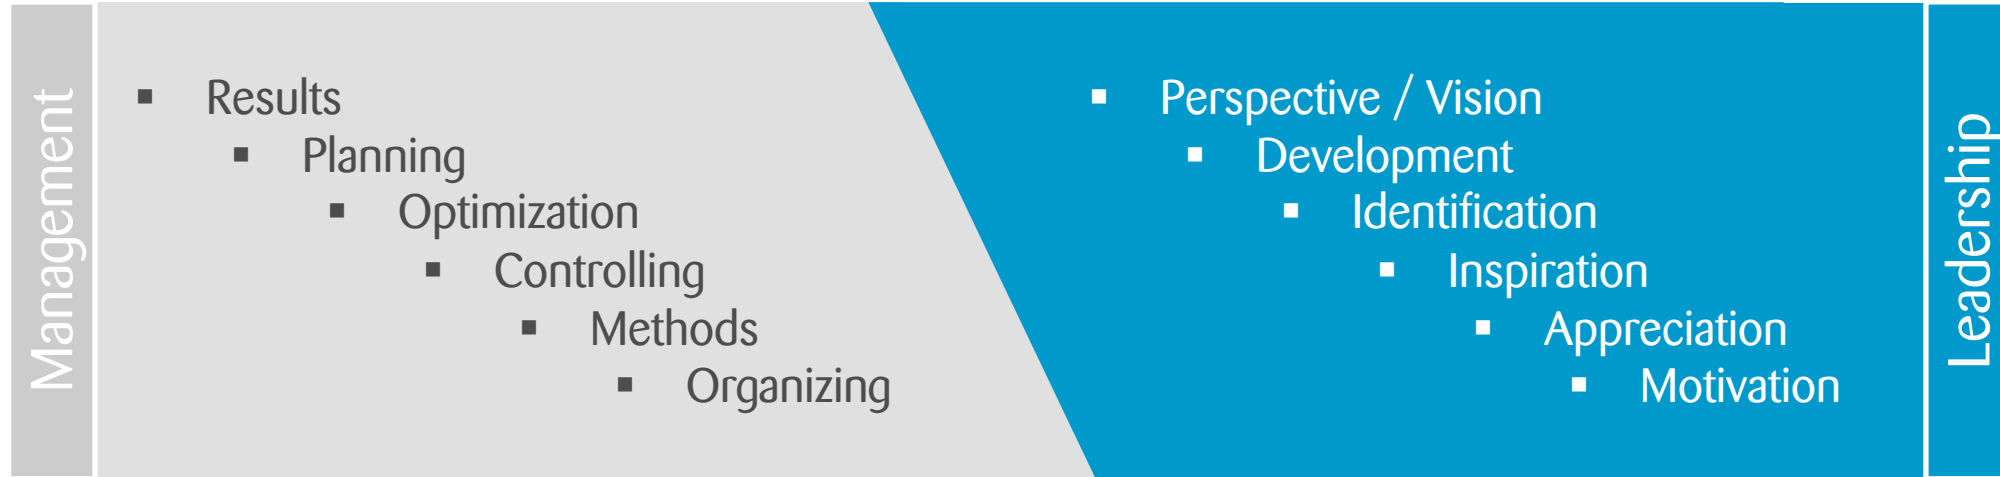 Management
▪ Results
▪ Planning
▪ Optimization
▪ Controlling
▪ Methods
▪ Organizing
▪ Perspective / Vision
▪ Development
▪ Identification
▪ Inspiration
▪ Appreciation
▪ Motivation
Leadership